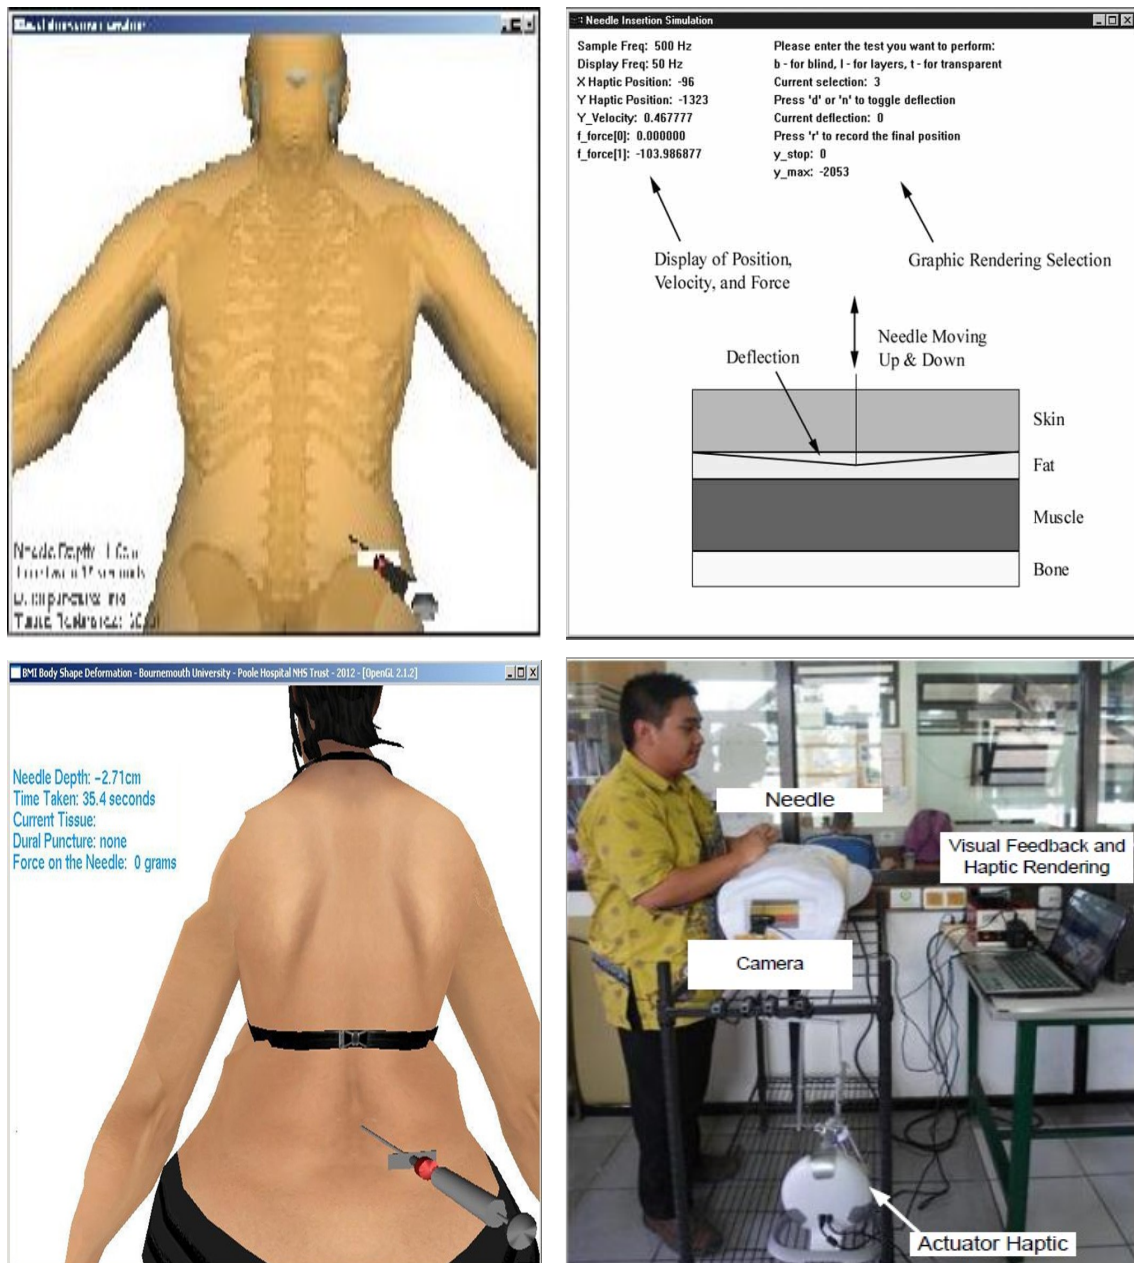 Needle Insertion Simulation
Sample Freq: 500 Hz
Display Freq: 50 Hz
X Haptic Position: -96
Y Haptic Position: -1323
Y_Velocity: 0.467777
f_force[0]: 0.000000
f_force[1]: -103.986877
Please enter the test you want to perform:
b - for blind, l - for layers, t - for transparent
Current selection: 3
Press 'd' or 'n' to toggle deflection
Current deflection: 0
Press 'r' to record the final position
y_stop: 0
y_max: -2053
Display of Position,
Velocity, and Force
Graphic Rendering Selection
Needle Moving
Up & Down
Deflection
Skin
Fat
Muscle
Bone
Needle Depth:
BMI Body Shape Deformation - Bournemouth University - Poole Hospital NHS Trust - 2012 - [OpenGL 2.1.2]
Needle Depth: -2.71cm
Time Taken: 35.4 seconds
Current Tissue:
Dural Puncture: none
Force on the Needle: 0 grams
Needle
Visual Feedback and
Haptic Rendering
Camera
Actuator Haptic